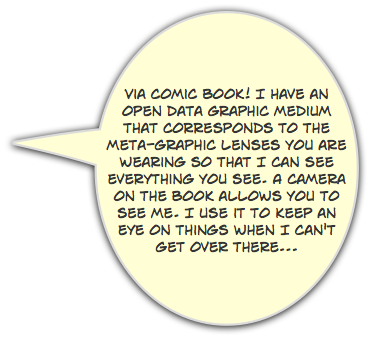 VIA COMIC BOOK! I HAVE AN
OPEN DATA GRAPHIC MEDIUM
THAT CORRESPONDS TO THE
META-GRAPHIC LENSES YOU ARE
WEARING SO THAT I CAN SEE
EVERYTHING YOU SEE. A CAMERA
ON THE BOOK ALLOWS YOU TO
SEE ME. I USE IT TO KEEP AN
EYE ON THINGS WHEN I CAN'T
GET OVER THERE...